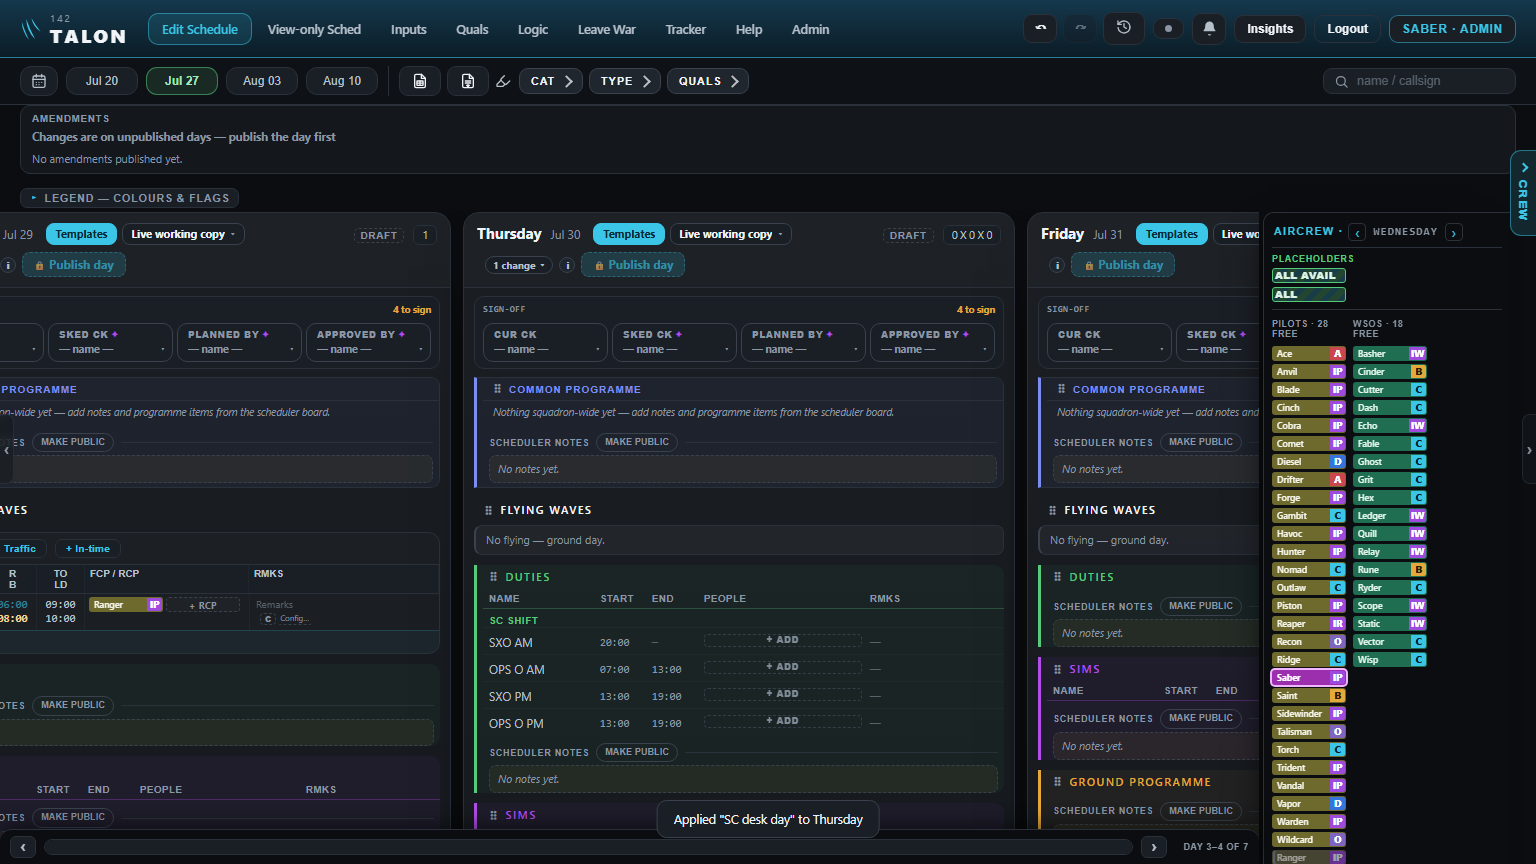 142
TALON
Edit Schedule
View-only Sched
Inputs
Quals
Logic
Leave War
Tracker
Help
Admin
Insights
Logout
SABER · ADMIN
Jul 20
Jul 27
Aug 03
Aug 10
CAT
TYPE
QUALS
name / callsign
AMENDMENTS
Changes are on unpublished days — publish the day first
No amendments published yet.
LEGEND — COLOURS & FLAGS
CREW
Jul 29
Templates
Live working copy
DRAFT
1
i
Publish day
4 to sign
SKED CK
— name —
PLANNED BY
— name —
APPROVED BY
— name —
PROGRAMME
on-wide yet — add notes and programme items from the scheduler board.
TES
MAKE PUBLIC
AVES
Traffic
+ In-time
R
B
TO
LD
FCP / RCP
RMKS
06:00
08:00
09:00
10:00
Ranger IP
+ RCP
Remarks
C Config...
OTES
MAKE PUBLIC
START
END
PEOPLE
RMKS
OTES
MAKE PUBLIC
Thursday
Jul 30
Templates
Live working copy
DRAFT
0X0X0
1 change
i
Publish day
SIGN-OFF
4 to sign
CUR CK
— name —
SKED CK
— name —
PLANNED BY
— name —
APPROVED BY
— name —
COMMON PROGRAMME
Nothing squadron-wide yet — add notes and programme items from the scheduler board.
SCHEDULER NOTES
MAKE PUBLIC
No notes yet.
FLYING WAVES
No flying — ground day.
DUTIES
NAME START END PEOPLE RMKS
SC SHIFT
SXO AM 20:00 — + ADD —
OPS O AM 07:00 13:00 + ADD —
SXO PM 13:00 19:00 + ADD —
OPS O PM 13:00 19:00 + ADD —
SCHEDULER NOTES
MAKE PUBLIC
No notes yet.
SIMS
Applied "SC desk day" to Thursday
Friday
Jul 31
Templates
Live wo
i
Publish day
SIGN-OFF
CUR CK
— name —
SKED CK
— name —
COMMON PROGRAMME
Nothing squadron-wide yet — add notes and
SCHEDULER NOTES
MAKE PUBLIC
No notes yet.
FLYING WAVES
No flying — ground day.
DUTIES
SCHEDULER NOTES
MAKE PUBLIC
No notes yet.
SIMS
NAME START END
SCHEDULER NOTES
MAKE PUBLIC
No notes yet.
GROUND PROGRAMME
SCHEDULER NOTES
MAKE PUBLIC
DAY 3–4 OF 7
AIRCREW ·
WEDNESDAY
PLACEHOLDERS
ALL AVAIL
ALL
PILOTS · 28
FREE
Ace A
Anvil IP
Blade IP
Cinch IP
Cobra IP
Comet IP
Diesel D
Drifter A
Forge IP
Gambit C
Havoc IP
Hunter IP
Nomad C
Outlaw C
Piston IP
Reaper IR
Recon O
Ridge C
Saber IP
Saint B
Sidewinder IP
Talisman O
Torch C
Trident IP
Vandal IP
Vapor D
Warden IP
Wildcard O
Ranger IP
WSOS · 18
FREE
Basher IW
Cinder B
Cutter C
Dash C
Echo IW
Fable C
Ghost C
Grit C
Hex C
Ledger IW
Quill IW
Relay IW
Rune B
Ryder C
Scope IW
Static IW
Vector C
Wisp C